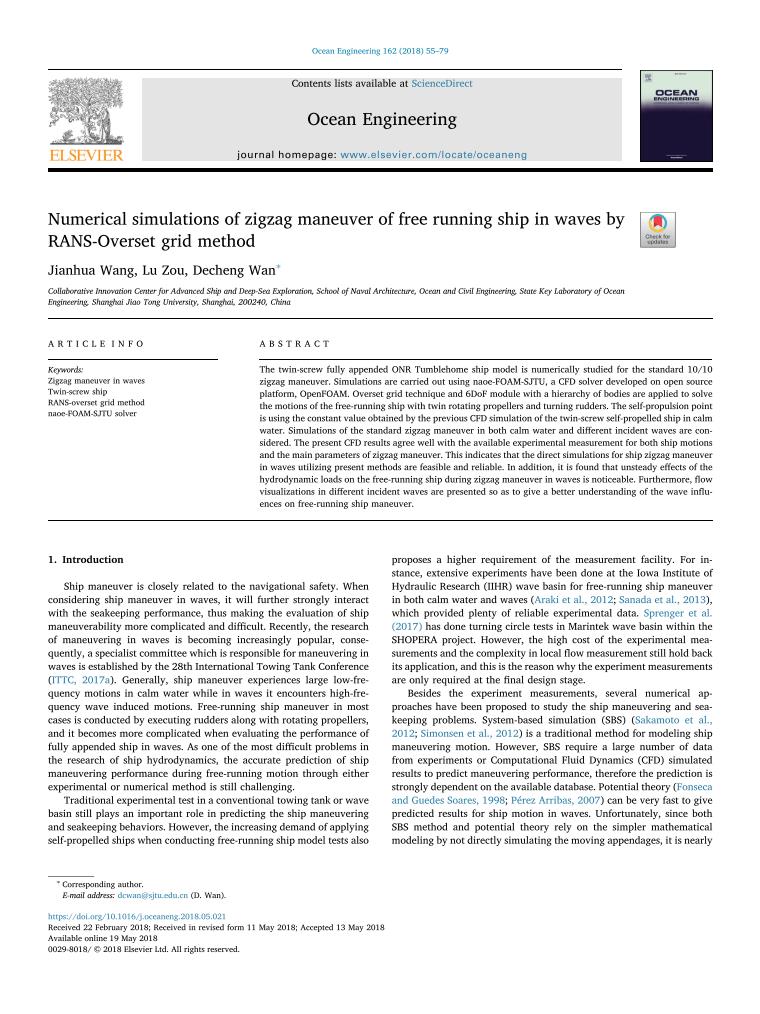 Ocean Engineering 162 (2018) 55–79
Contents lists available at ScienceDirect
Ocean Engineering
journal homepage: www.elsevier.com/locate/oceaneng
ELSEVIER
OCEAN
ENGINEERING
Numerical simulations of zigzag maneuver of free running ship in waves by
RANS-Overset grid method
Check for
updates
Jianhua Wang, Lu Zou, Decheng Wan*
Collaborative Innovation Center for Advanced Ship and Deep-Sea Exploration, School of Naval Architecture, Ocean and Civil Engineering, State Key Laboratory of Ocean
Engineering, Shanghai Jiao Tong University, Shanghai, 200240, China
ARTICLE INFO
Keywords:
Zigzag maneuver in waves
Twin-screw ship
RANS-overset grid method
naoe-FOAM-SJTU solver
ABSTRACT
The twin-screw fully appended ONR Tumblehome ship model is numerically studied for the standard 10/10
zigzag maneuver. Simulations are carried out using naoe-FOAM-SJTU, a CFD solver developed on open source
platform, OpenFOAM. Overset grid technique and 6DoF module with a hierarchy of bodies are applied to solve
the motions of the free-running ship with twin rotating propellers and turning rudders. The self-propulsion point
is using the constant value obtained by the previous CFD simulation of the twin-screw self-propelled ship in calm
water. Simulations of the standard zigzag maneuver in both calm water and different incident waves are con-
sidered. The present CFD results agree well with the available experimental measurement for both ship motions
and the main parameters of zigzag maneuver. This indicates that the direct simulations for ship zigzag maneuver
in waves utilizing present methods are feasible and reliable. In addition, it is found that unsteady effects of the
hydrodynamic loads on the free-running ship during zigzag maneuver in waves is noticeable. Furthermore, flow
visualizations in different incident waves are presented so as to give a better understanding of the wave influ-
ences on free-running ship maneuver.
1. Introduction
Ship maneuver is closely related to the navigational safety. When
considering ship maneuver in waves, it will further strongly interact
with the seakeeping performance, thus making the evaluation of ship
maneuverability more complicated and difficult. Recently, the research
of maneuvering in waves is becoming increasingly popular, conse-
quently, a specialist committee which is responsible for maneuvering in
waves is established by the 28th International Towing Tank Conference
(ITTC, 2017a). Generally, ship maneuver experiences large low-fre-
quency motions in calm water while in waves it encounters high-fre-
quency wave induced motions. Free-running ship maneuver in most
cases is conducted by executing rudders along with rotating propellers,
and it becomes more complicated when evaluating the performance of
fully appended ship in waves. As one of the most difficult problems in
the research of ship hydrodynamics, the accurate prediction of ship
maneuvering performance during free-running motion through either
experimental or numerical method is still challenging.
Traditional experimental test in a conventional towing tank or wave
basin still plays an important role in predicting the ship maneuvering
and seakeeping behaviors. However, the increasing demand of applying
self-propelled ships when conducting free-running ship model tests also
proposes a higher requirement of the measurement facility. For in-
stance, extensive experiments have been done at the Iowa Institute of
Hydraulic Research (IIHR) wave basin for free-running ship maneuver
in both calm water and waves (Araki et al., 2012; Sanada et al., 2013),
which provided plenty of reliable experimental data. Sprenger et al.
(2017) has done turning circle tests in Marintek wave basin within the
SHOPERA project. However, the high cost of the experimental mea-
surements and the complexity in local flow measurement still hold back
its application, and this is the reason why the experiment measurements
are only required at the final design stage.
Besides the experiment measurements, several numerical ap-
proaches have been proposed to study the ship maneuvering and sea-
keeping problems. System-based simulation (SBS) (Sakamoto et al.,
2012; Simonsen et al., 2012) is a traditional method for modeling ship
maneuvering motion. However, SBS require a large number of data
from experiments or Computational Fluid Dynamics (CFD) simulated
results to predict maneuvering performance, therefore the prediction is
strongly dependent on the available database. Potential theory (Fonseca
and Guedes Soares, 1998; Pérez Arribas, 2007) can be very fast to give
predicted results for ship motion in waves. Unfortunately, since both
SBS method and potential theory rely on the simpler mathematical
modeling by not directly simulating the moving appendages, it is nearly
* Corresponding author.
E-mail address: dcwan@sjtu.edu.cn (D. Wan).
https://doi.org/10.1016/j.oceaneng.2018.05.021
Received 22 February 2018; Received in revised form 11 May 2018; Accepted 13 May 2018
Available online 19 May 2018
0029-8018/ © 2018 Elsevier Ltd. All rights reserved.